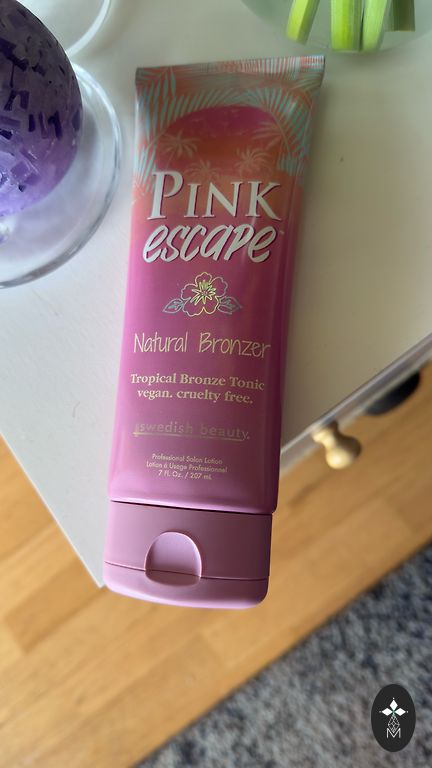 PINK
escape™
Natural Bronzer
Tropical Bronze Tonic
vegan. cruelty free.
swedish beauty.
Professional Salon Lotion
Lotion à Usage Professionnel
7 Fl. Oz. / 207 mL
M